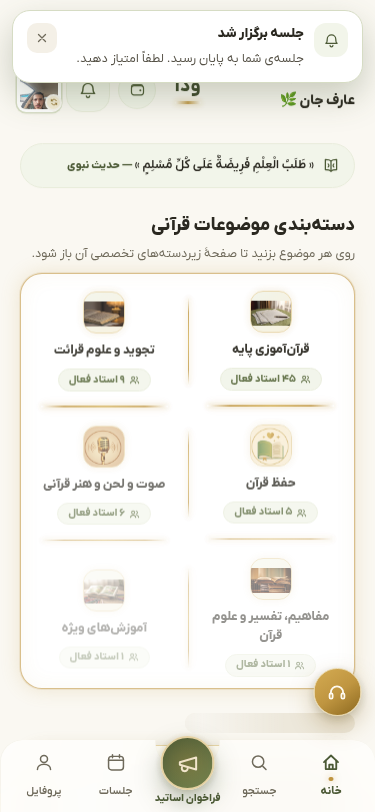 جلسه برگزار شد
جلسه‌ی شما به پایان رسید. لطفاً امتیاز دهید.
ودا
عارف جان 🌿
« طَلَبُ الْعِلْمِ فَرِيضَةٌ عَلَى كُلِّ مُسْلِمٍ » — حدیث نبوی
دسته‌بندی موضوعات قرآنی
روی هر موضوع بزنید تا صفحهٔ زیردسته‌های تخصصی آن باز شود.
قرآن‌آموزی پایه
۴۵ استاد فعال
تجوید و علوم قرائت
۹ استاد فعال
حفظ قرآن
۵ استاد فعال
صوت و لحن و هنر قرآنی
۶ استاد فعال
مفاهیم، تفسیر و علوم
قرآن
۱ استاد فعال
آموزش‌های ویژه
۱ استاد فعال
خانه
جستجو
فراخوان اساتید
جلسات
پروفایل